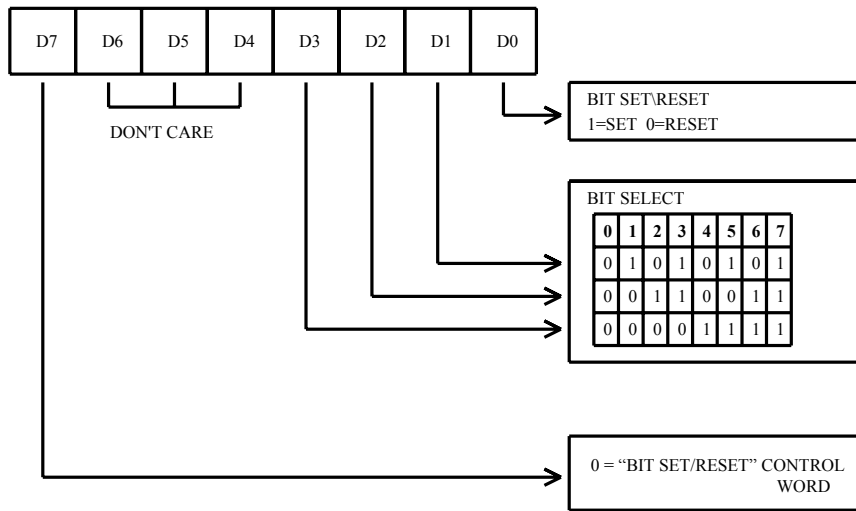 D7 D6 D5 D4 D3 D2 D1 D0
BIT SET\RESET
1=SET 0=RESET
DON'T CARE
BIT SELECT
0 1 2 3 4 5 6 7
0 1 0 1 0 1 0 1
0 0 1 1 0 0 1 1
0 0 0 0 1 1 1 1
0 = “BIT SET/RESET” CONTROL
WORD